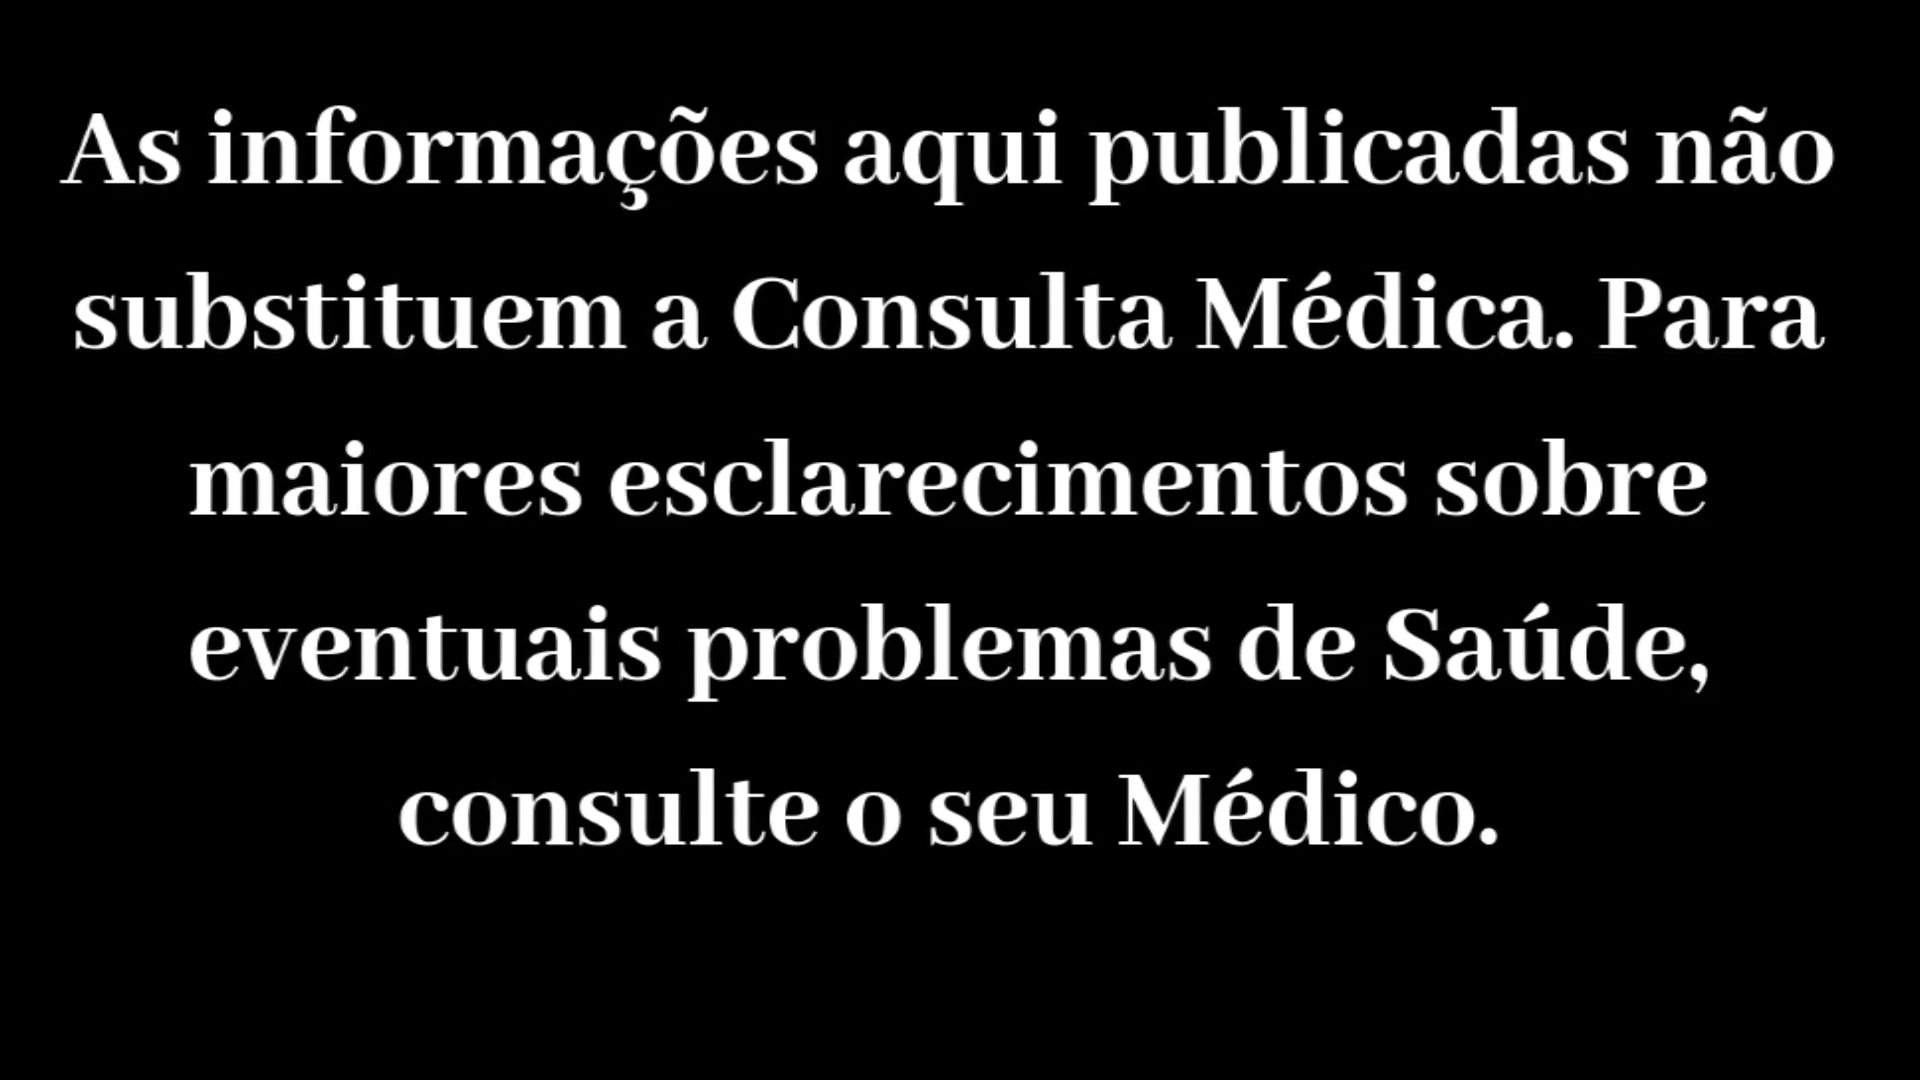 As informações aqui publicadas não
substituem a Consulta Médica. Para
maiores esclarecimentos sobre
eventuais problemas de Saúde,
consulte o seu Médico.